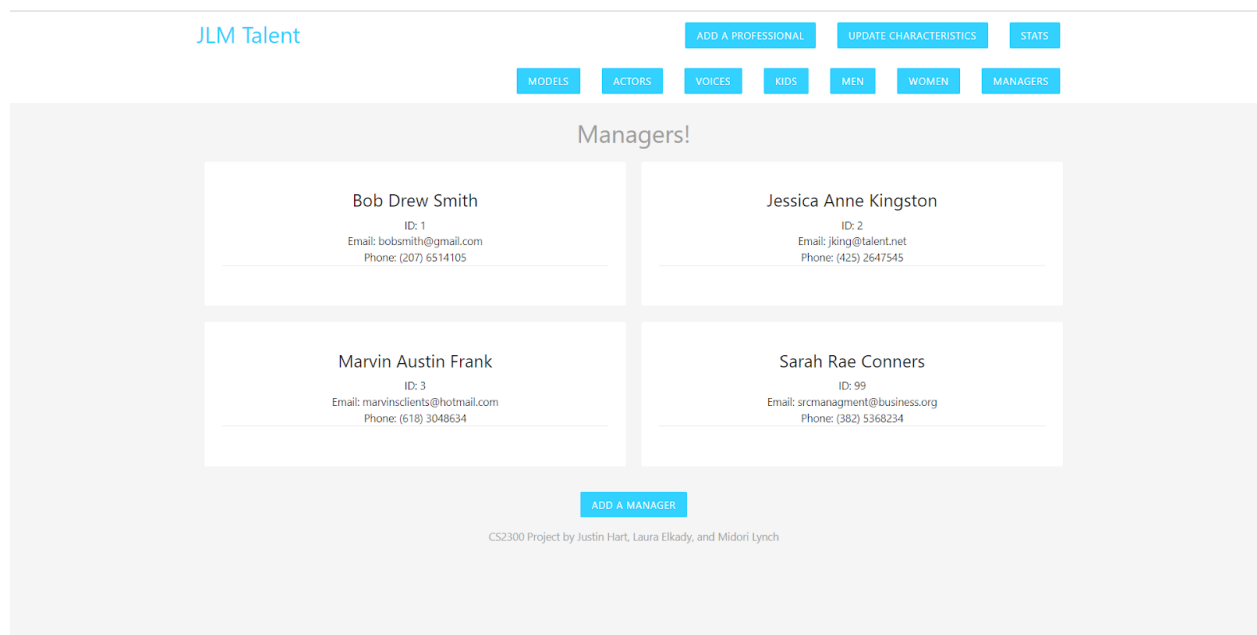 JLM Talent
ADD A PROFESSIONAL
UPDATE CHARACTERISTICS
STATS
MODELS
ACTORS
VOICES
KIDS
MEN
WOMEN
MANAGERS
Managers!
Bob Drew Smith
ID: 1
Email: bobsmith@gmail.com
Phone: (207) 6514105
Jessica Anne Kingston
ID: 2
Email: jking@talent.net
Phone: (425) 2647545
Marvin Austin Frank
ID: 3
Email: marvinsclients@hotmail.com
Phone: (618) 3048634
Sarah Rae Conners
ID: 99
Email: srcmanagment@business.org
Phone: (382) 5368234
ADD A MANAGER
CS2300 Project by Justin Hart, Laura Elkady, and Midori Lynch